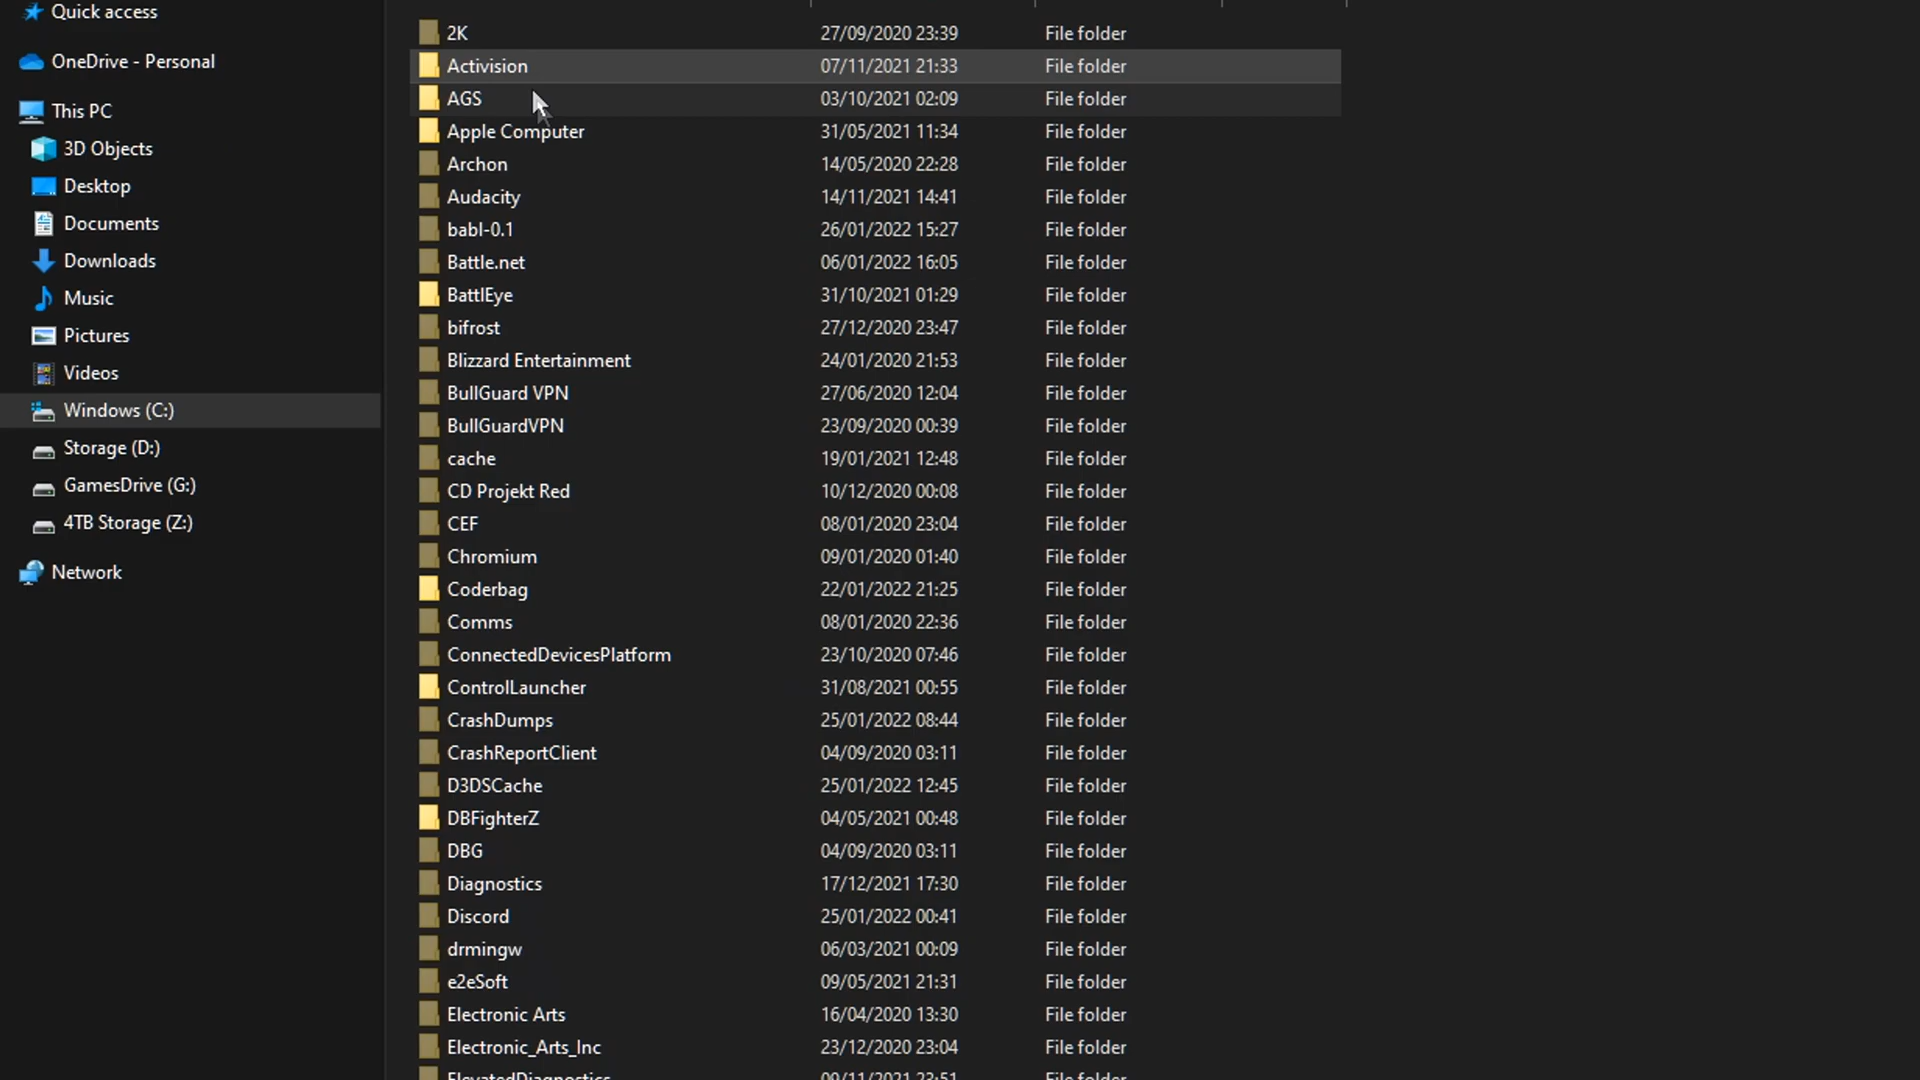 Quick access
OneDrive - Personal
This PC
3D Objects
Desktop
Documents
Downloads
Music
Pictures
Videos
Windows (C:)
Storage (D:)
GamesDrive (G:)
4TB Storage (Z:)
Network
2K 27/09/2020 23:39 File folder
Activision 07/11/2021 21:33 File folder
AGS 03/10/2021 02:09 File folder
Apple Computer 31/05/2021 11:34 File folder
Archon 14/05/2020 22:28 File folder
Audacity 14/11/2021 14:41 File folder
babl-0.1 26/01/2022 15:27 File folder
Battle.net 06/01/2022 16:05 File folder
BattlEye 31/10/2021 01:29 File folder
bifrost 27/12/2020 23:47 File folder
Blizzard Entertainment 24/01/2020 21:53 File folder
BullGuard VPN 27/06/2020 12:04 File folder
BullGuardVPN 23/09/2020 00:39 File folder
cache 19/01/2021 12:48 File folder
CD Projekt Red 10/12/2020 00:08 File folder
CEF 08/01/2020 23:04 File folder
Chromium 09/01/2020 01:40 File folder
Coderbag 22/01/2022 21:25 File folder
Comms 08/01/2020 22:36 File folder
ConnectedDevicesPlatform 23/10/2020 07:46 File folder
ControlLauncher 31/08/2021 00:55 File folder
CrashDumps 25/01/2022 08:44 File folder
CrashReportClient 04/09/2020 03:11 File folder
D3DSCache 25/01/2022 12:45 File folder
DBFighterZ 04/05/2021 00:48 File folder
DBG 04/09/2020 03:11 File folder
Diagnostics 17/12/2021 17:30 File folder
Discord 25/01/2022 00:41 File folder
drmingw 06/03/2021 00:09 File folder
e2eSoft 09/05/2021 21:31 File folder
Electronic Arts 16/04/2020 13:30 File folder
Electronic_Arts_Inc 23/12/2020 23:04 File folder
ElevatedDiagnostics 09/11/2021 23:51 File folder